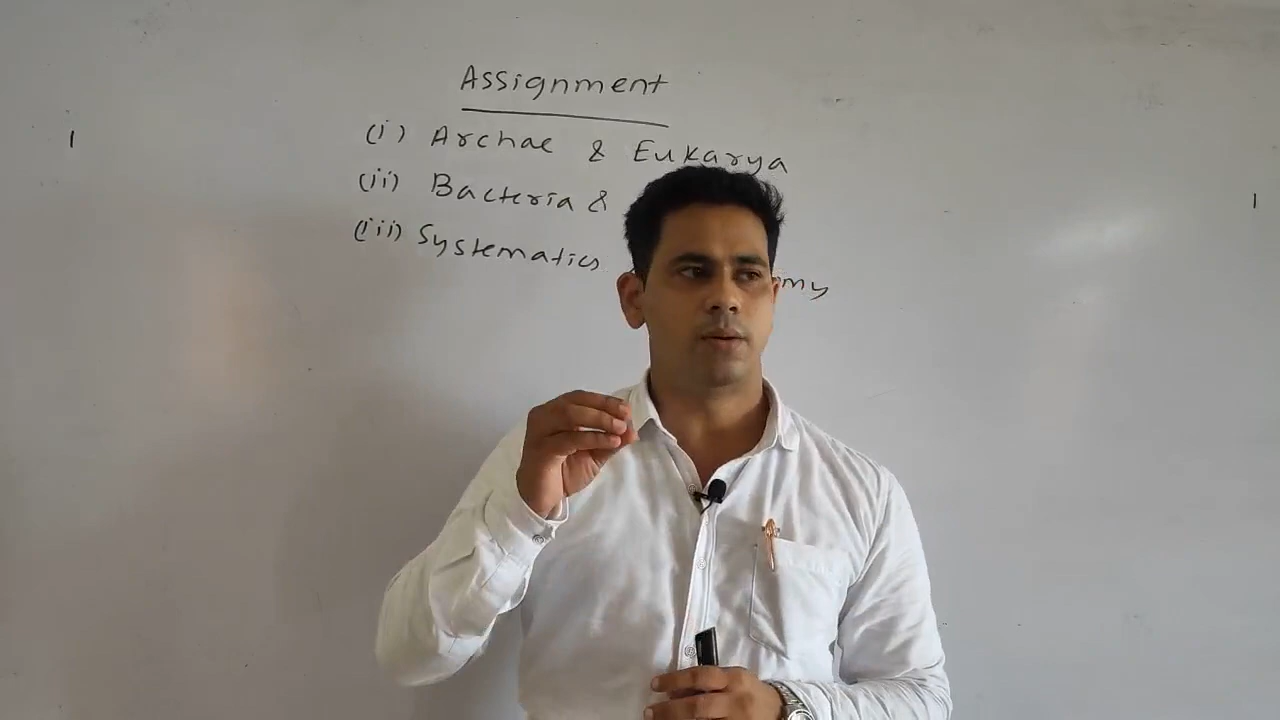 Assignment
(i) Archae & Eukarya
(ii) Bacteria &
(iii) Systematics